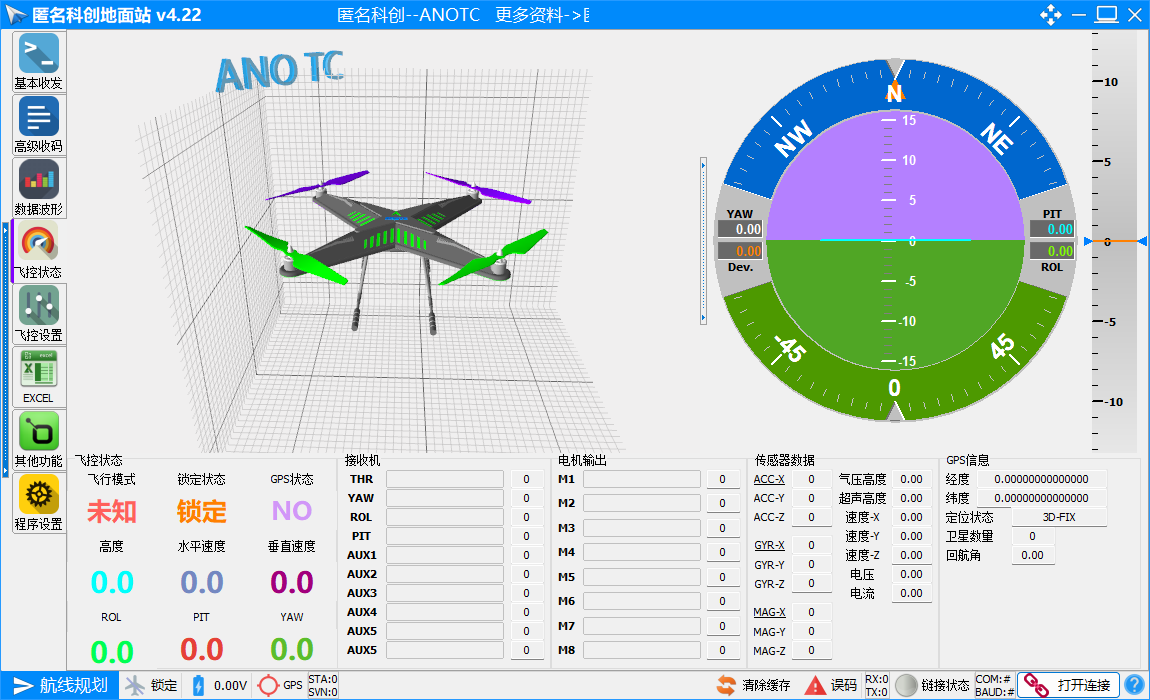 匿名科创地面站 v4.22
匿名科创--ANOTC 更多资料->
基本收发
高级收码
数据波形
飞控状态
飞控设置
EXCEL
其他功能
程序设置
ANO TC
N
NW
NE
15
10
5
0
-5
-10
-15
YAW
0.00
0.00
Dev.
PIT
0.00
0.00
ROL
-45
45
0
10
5
0
-5
-10
飞控状态
飞行模式 锁定状态 GPS状态
未知 锁定 NO
高度 水平速度 垂直速度
0.0 0.0 0.0
ROL PIT YAW
0.0 0.0 0.0
接收机
THR 0
YAW 0
ROL 0
PIT 0
AUX1 0
AUX2 0
AUX3 0
AUX4 0
AUX5 0
AUX5 0
电机输出
M1 0
M2 0
M3 0
M4 0
M5 0
M6 0
M7 0
M8 0
传感器数据
ACC-X 0
ACC-Y 0
ACC-Z 0
GYR-X 0
GYR-Y 0
GYR-Z 0
MAG-X 0
MAG-Y 0
MAG-Z 0
气压高度 0.00
超声高度 0.00
速度-X 0.00
速度-Y 0.00
速度-Z 0.00
电压 0.00
电流 0.00
GPS信息
经度 0.00000000000000
纬度 0.00000000000000
定位状态 3D-FIX
卫星数量 0
回航角 0.00
航线规划 锁定 0.00V GPS STA:0
SVN:0
清除缓存 误码 RX:0
TX:0
链接状态 COM:#
BAUD:#
打开连接 ?